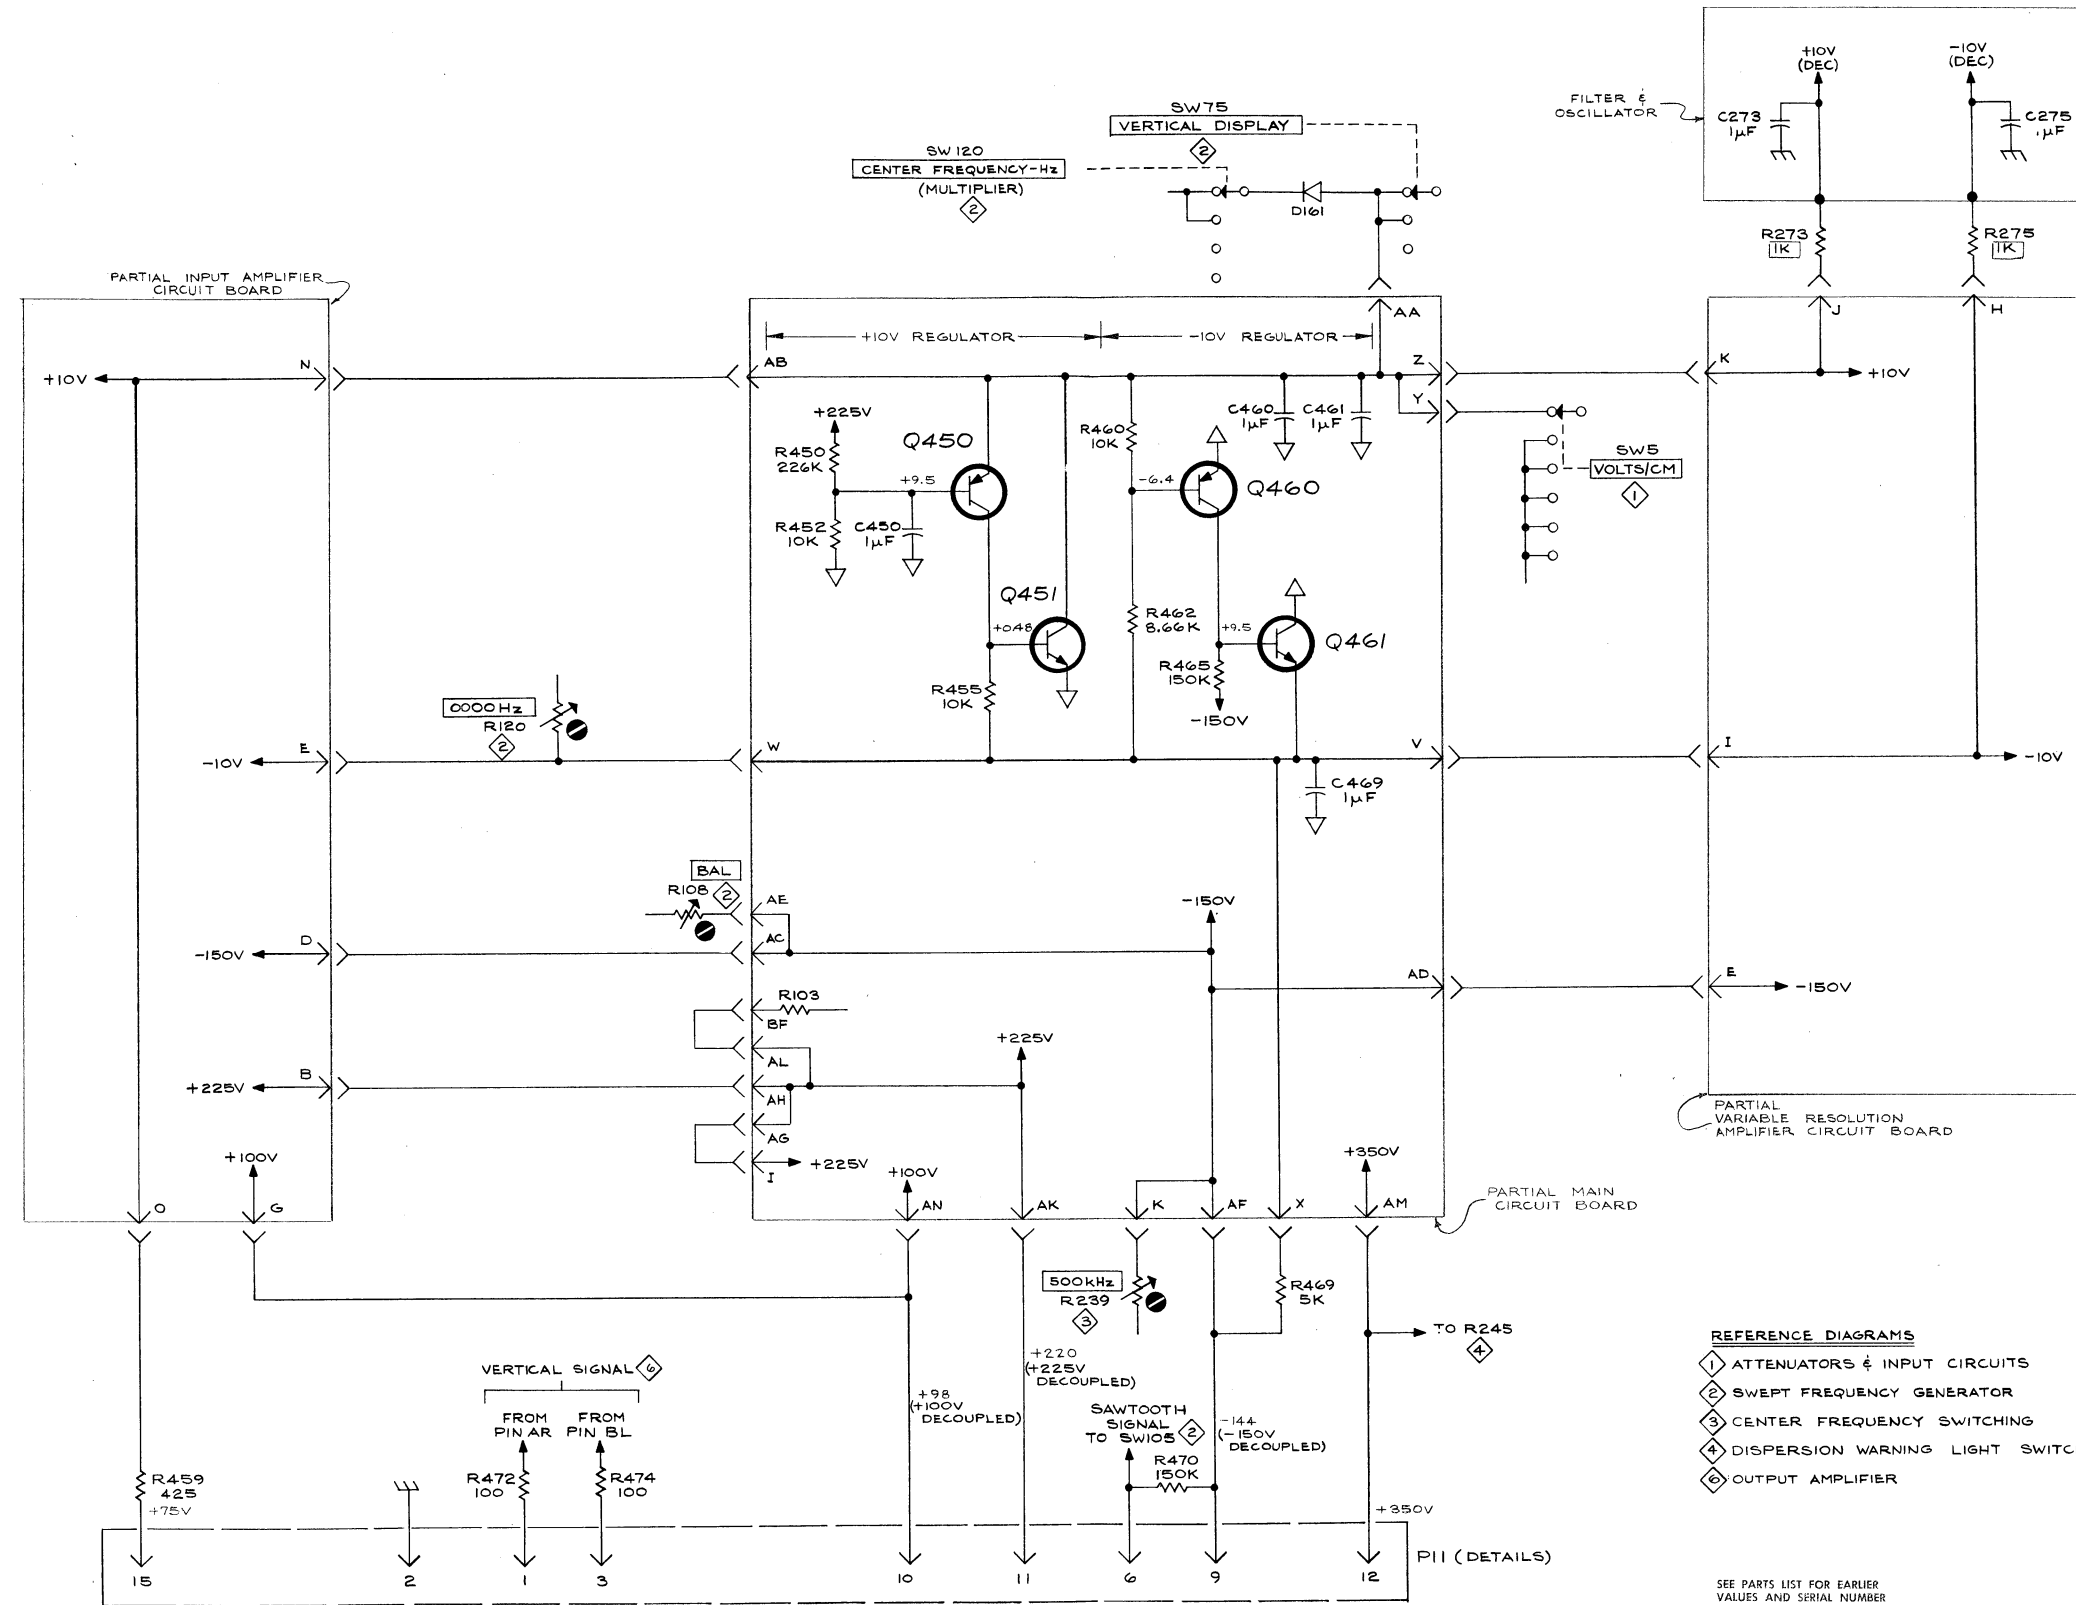 +10V
(DEC)
-10V
(DEC)
FILTER &
OSCILLATOR
C273
1µF
C275
R273
1K
R275
1K
SW75
VERTICAL DISPLAY
2
SW120
CENTER FREQUENCY-Hz
(MULTIPLIER)
2
D161
PARTIAL INPUT AMPLIFIER
CIRCUIT BOARD
+10V REGULATOR
-10V REGULATOR
AA
J
H
+10V
N
AB
Z
K
+10V
Y
+225V
R450
226K
Q450
+9.5
R452
10K
C450
1µF
R460
10K
-6.4
Q460
C460
1µF
C461
1µF
SW5
VOLTS/CM
1
Q451
+0.48
R455
10K
R462
8.66K
+9.5
Q461
R465
150K
-150V
0000Hz
R120
2
-10V
E
W
V
I
-10V
C469
1µF
BAL
R108
2
AE
-150V
D
AC
-150V
AD
E
-150V
R103
BF
AL
+225V
+225V
B
AH
AG
+225V
I
+100V
O
G
+100V
AN
AK
K
AF
X
+350V
AM
PARTIAL MAIN
CIRCUIT BOARD
PARTIAL
VARIABLE RESOLUTION
AMPLIFIER CIRCUIT BOARD
500kHz
R239
3
R469
5K
TO R245
4
+220
(+225V
DECOUPLED)
+98
(+100V
DECOUPLED)
-144
(-150V
DECOUPLED)
VERTICAL SIGNAL 6
FROM
PIN AR
FROM
PIN BL
SAWTOOTH
SIGNAL
TO SW105 2
R470
150K
R459
425
+75V
R472
100
R474
100
+350V
P11 (DETAILS)
15
2
1
3
10
11
6
9
12
REFERENCE DIAGRAMS
1 ATTENUATORS & INPUT CIRCUITS
2 SWEPT FREQUENCY GENERATOR
3 CENTER FREQUENCY SWITCHING
4 DISPERSION WARNING LIGHT SWITC
6 OUTPUT AMPLIFIER
SEE PARTS LIST FOR EARLIER
VALUES AND SERIAL NUMBER